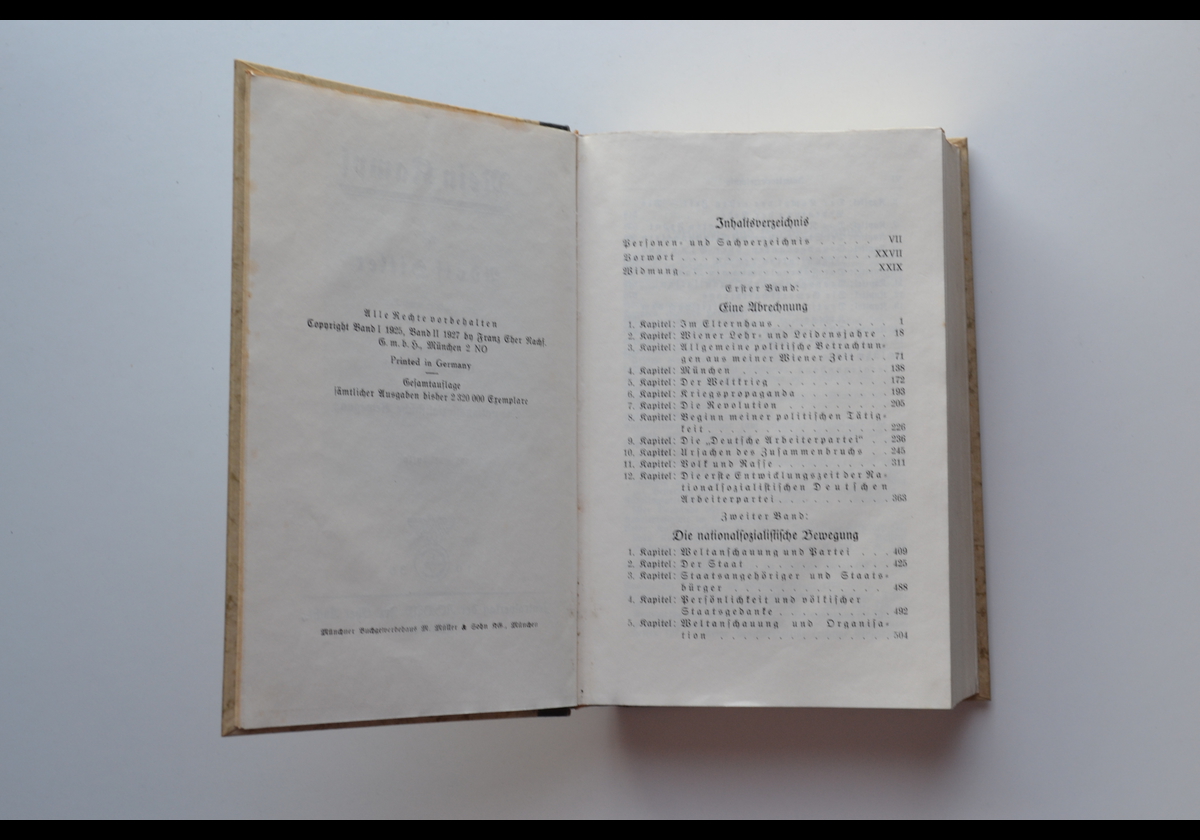 Alle Rechte vorbehalten
Copyright Band I 1925, Band II 1927 by Franz Eher Nachf.
G. m. b. H., München 2 NO
Printed in Germany
Gesamtauflage
sämtlicher Ausgaben bisher 2 320 000 Exemplare
Münchner Buchgewerbehaus M. Müller & Sohn KG., München
Inhaltsverzeichnis
Personen- und Sachverzeichnis . . . . . VII
Vorwort . . . . . . . . . . . . . . . . XXVII
Widmung . . . . . . . . . . . . . . . . XXIX
Erster Band:
Eine Abrechnung
1. Kapitel: Im Elternhaus . . . . . . . . . . 1
2. Kapitel: Wiener Lehr- und Leidensjahre . 18
3. Kapitel: Allgemeine politische Betrachtun-
gen aus meiner Wiener Zeit . . . 71
4. Kapitel: München . . . . . . . . . . . . 138
5. Kapitel: Der Weltkrieg . . . . . . . . . 172
6. Kapitel: Kriegspropaganda . . . . . . . 193
7. Kapitel: Die Revolution . . . . . . . . 205
8. Kapitel: Beginn meiner politischen Tätig-
keit . . . . . . . . . . . . . . . 226
9. Kapitel: Die „Deutsche Arbeiterpartei“ . . 236
10. Kapitel: Ursachen des Zusammenbruchs . . 245
11. Kapitel: Volk und Rasse . . . . . . . . . 311
12. Kapitel: Die erste Entwicklungszeit der Na-
tionalsozialistischen Deutschen
Arbeiterpartei . . . . . . . . . . 363
Zweiter Band:
Die nationalsozialistische Bewegung
1. Kapitel: Weltanschauung und Partei . . . 409
2. Kapitel: Der Staat . . . . . . . . . . . . 425
3. Kapitel: Staatsangehöriger und Staats-
bürger . . . . . . . . . . . . . . 488
4. Kapitel: Persönlichkeit und völkischer
Staatsgedanke . . . . . . . . . . 492
5. Kapitel: Weltanschauung und Organisa-
tion . . . . . . . . . . . . . . . 504